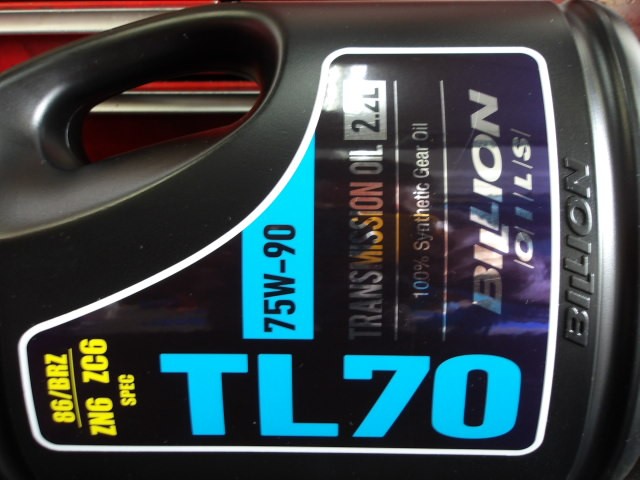 BILLION
BILLION
OILS
100% Synthetic Gear Oil
TRANSMISSION OIL 2.2L
75W-90
TL70
86/BRZ
ZN6 ZC6
SPEC